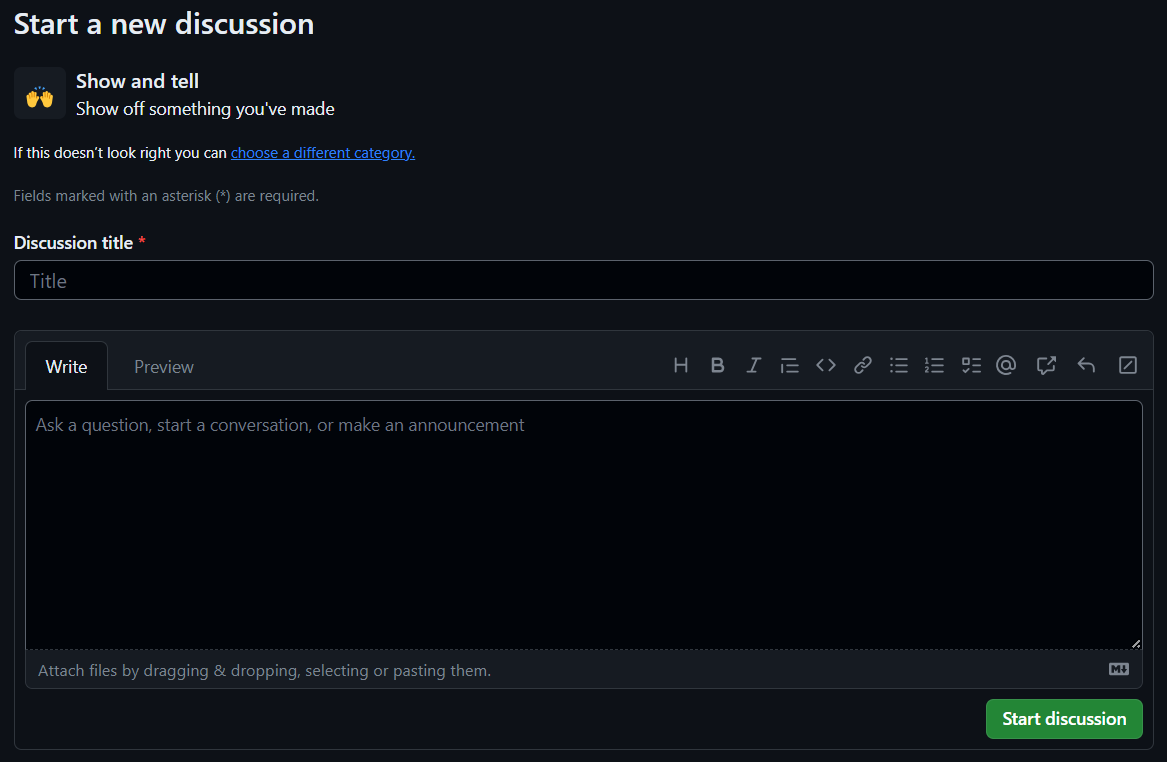 Start a new discussion
Show and tell
Show off something you've made
If this doesn’t look right you can choose a different category.
Fields marked with an asterisk (*) are required.
Discussion title *
Title
Write Preview
Ask a question, start a conversation, or make an announcement
Attach files by dragging & dropping, selecting or pasting them.
Start discussion